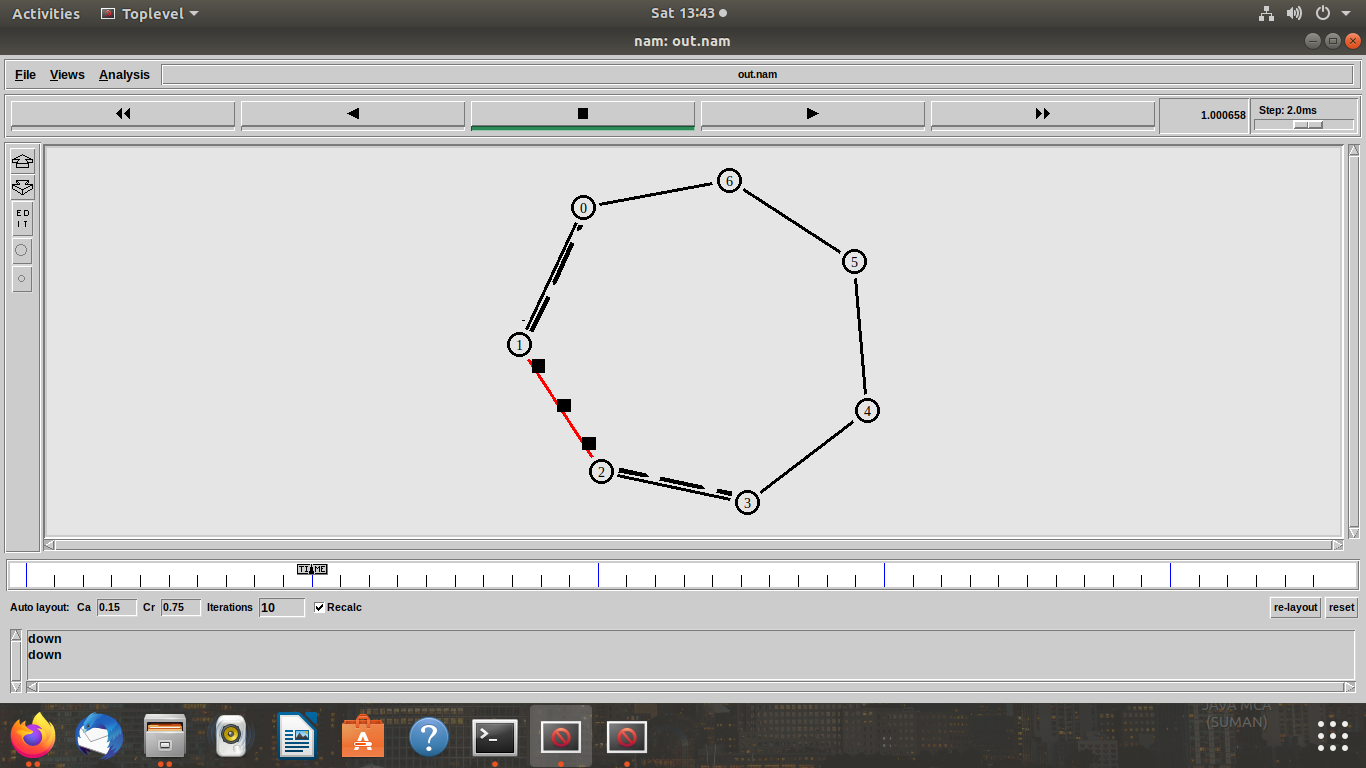 Activities Toplevel Sat 13:43
nam: out.nam
File Views Analysis out.nam
1.000658 Step: 2.0ms
ED
IT
6
0
5
1
4
2
3
TIME
Auto layout: Ca 0.15 Cr 0.75 Iterations 10 Recalc re-layout reset
down
down
JAVA MCA
(SUMAN)